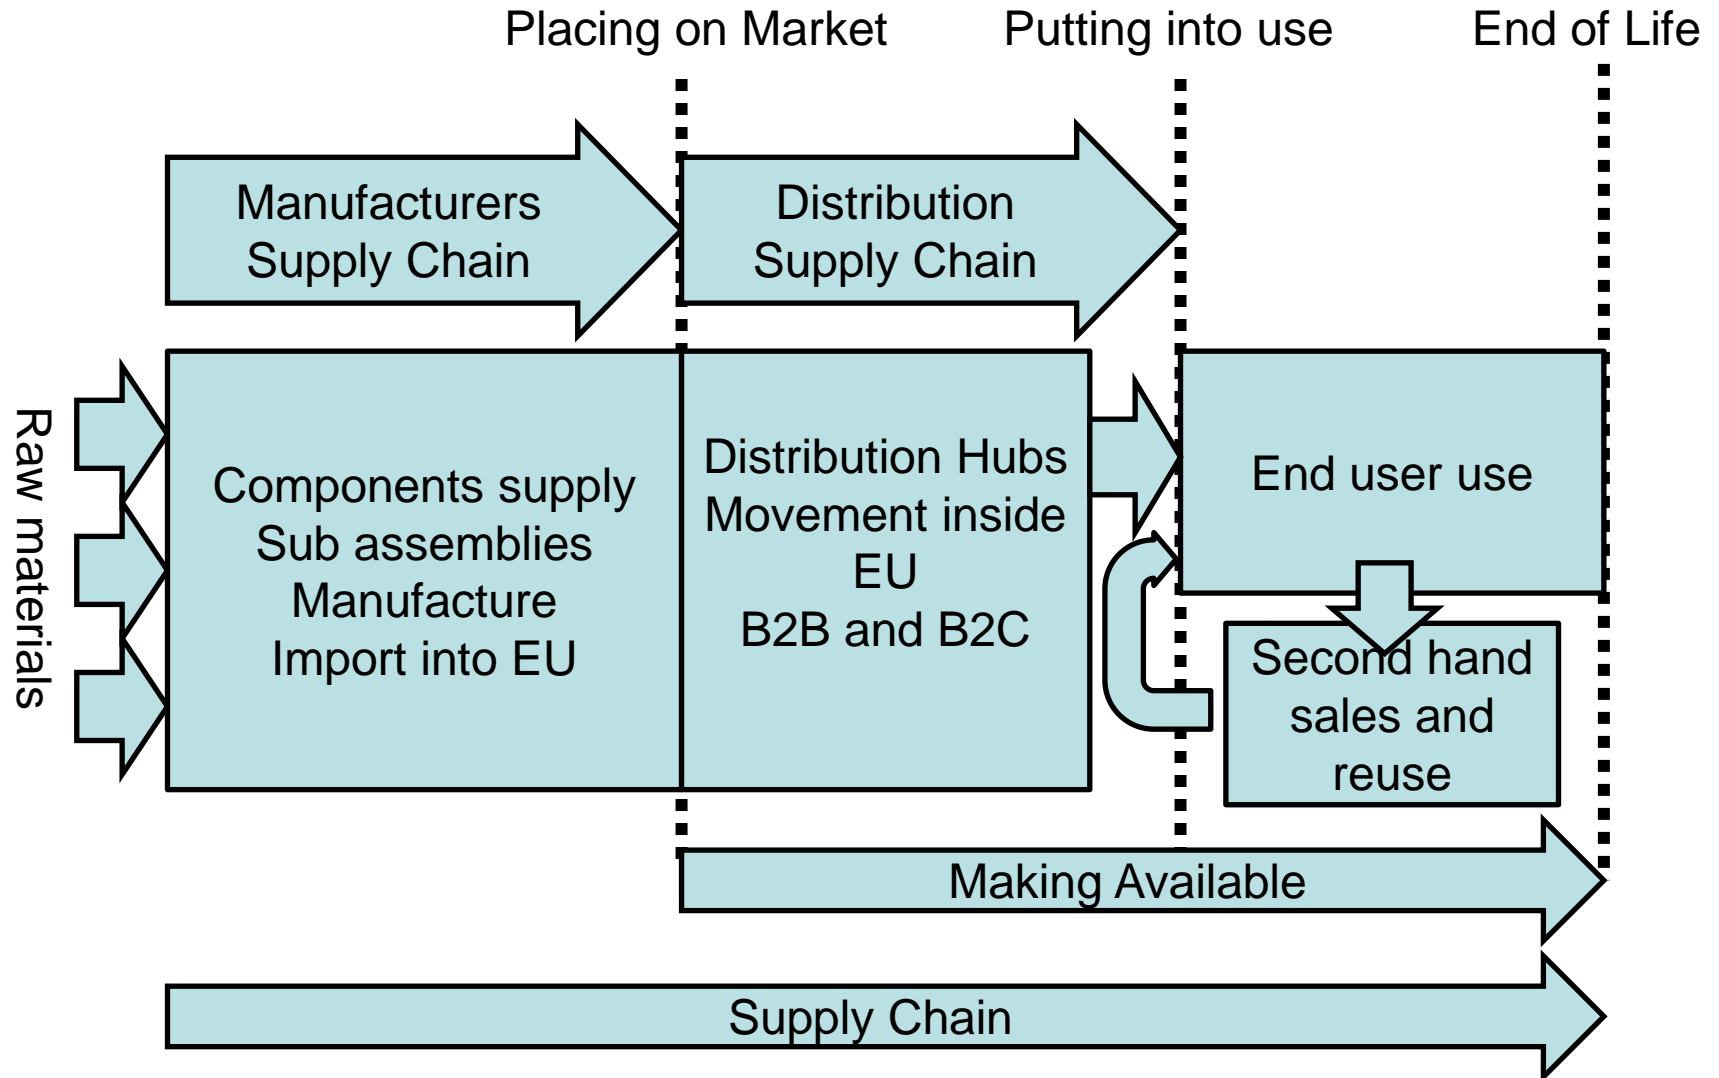 Placing on Market
Putting into use
End of Life
Manufacturers
Supply Chain
Distribution
Supply Chain
Raw materials
Components supply
Sub assemblies
Manufacture
Import into EU
Distribution Hubs
Movement inside
EU
B2B and B2C
End user use
Second hand
sales and
reuse
Making Available
Supply Chain